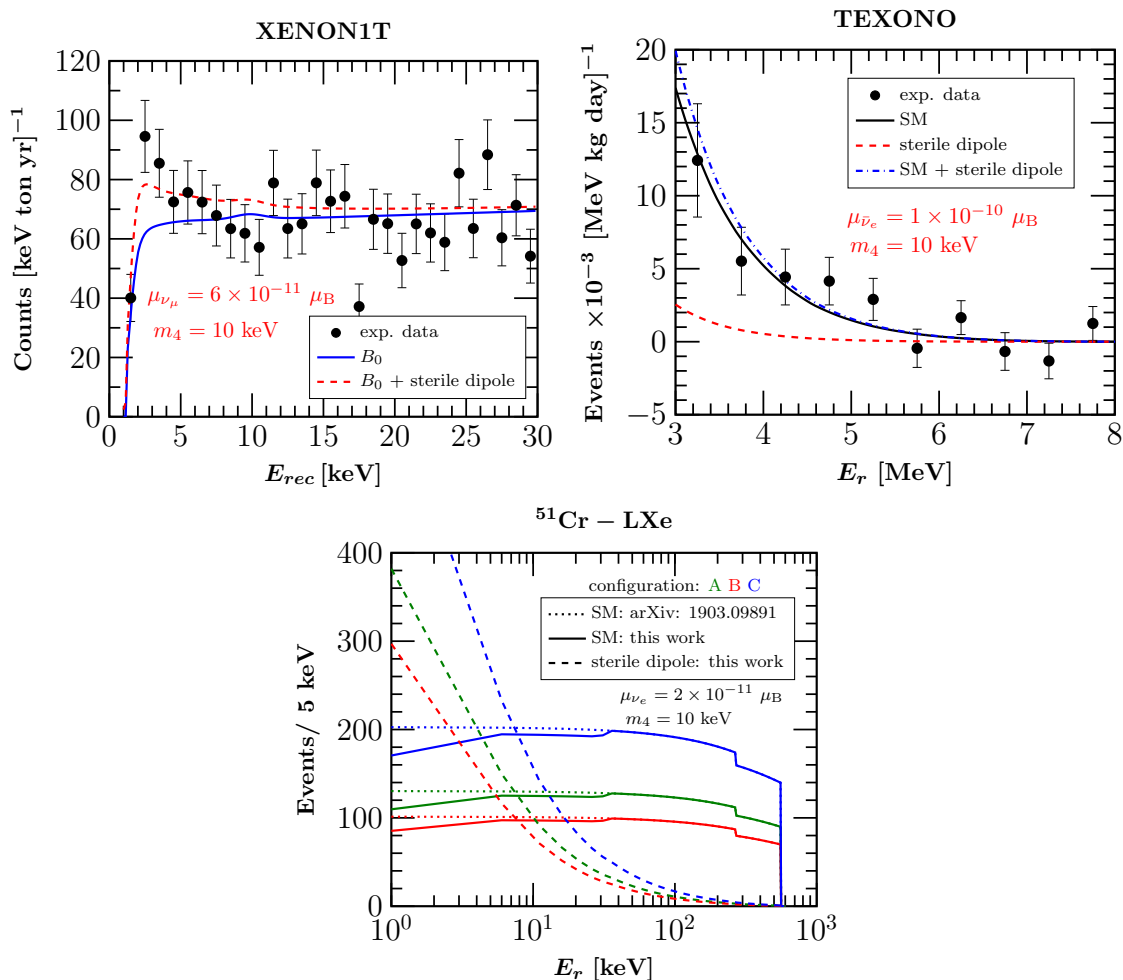 XENON1T
Counts [keV ton yr]⁻¹
120
100
80
60
40
20
0
μ_νμ = 6 × 10⁻¹¹ μ_B
m₄ = 10 keV
exp. data
B₀
B₀ + sterile dipole
0 5 10 15 20 25 30
E_rec [keV]
TEXONO
Events ×10⁻³ [MeV kg day]⁻¹
20
15
10
5
0
−5
exp. data
SM
sterile dipole
SM + sterile dipole
μ_ν̄e = 1 × 10⁻¹⁰ μ_B
m₄ = 10 keV
3 4 5 6 7 8
E_r [MeV]
⁵¹Cr − LXe
Events/ 5 keV
400
300
200
100
0
configuration: A B C
SM: arXiv: 1903.09891
SM: this work
sterile dipole: this work
μ_νe = 2 × 10⁻¹¹ μ_B
m₄ = 10 keV
10⁰ 10¹ 10² 10³
E_r [keV]